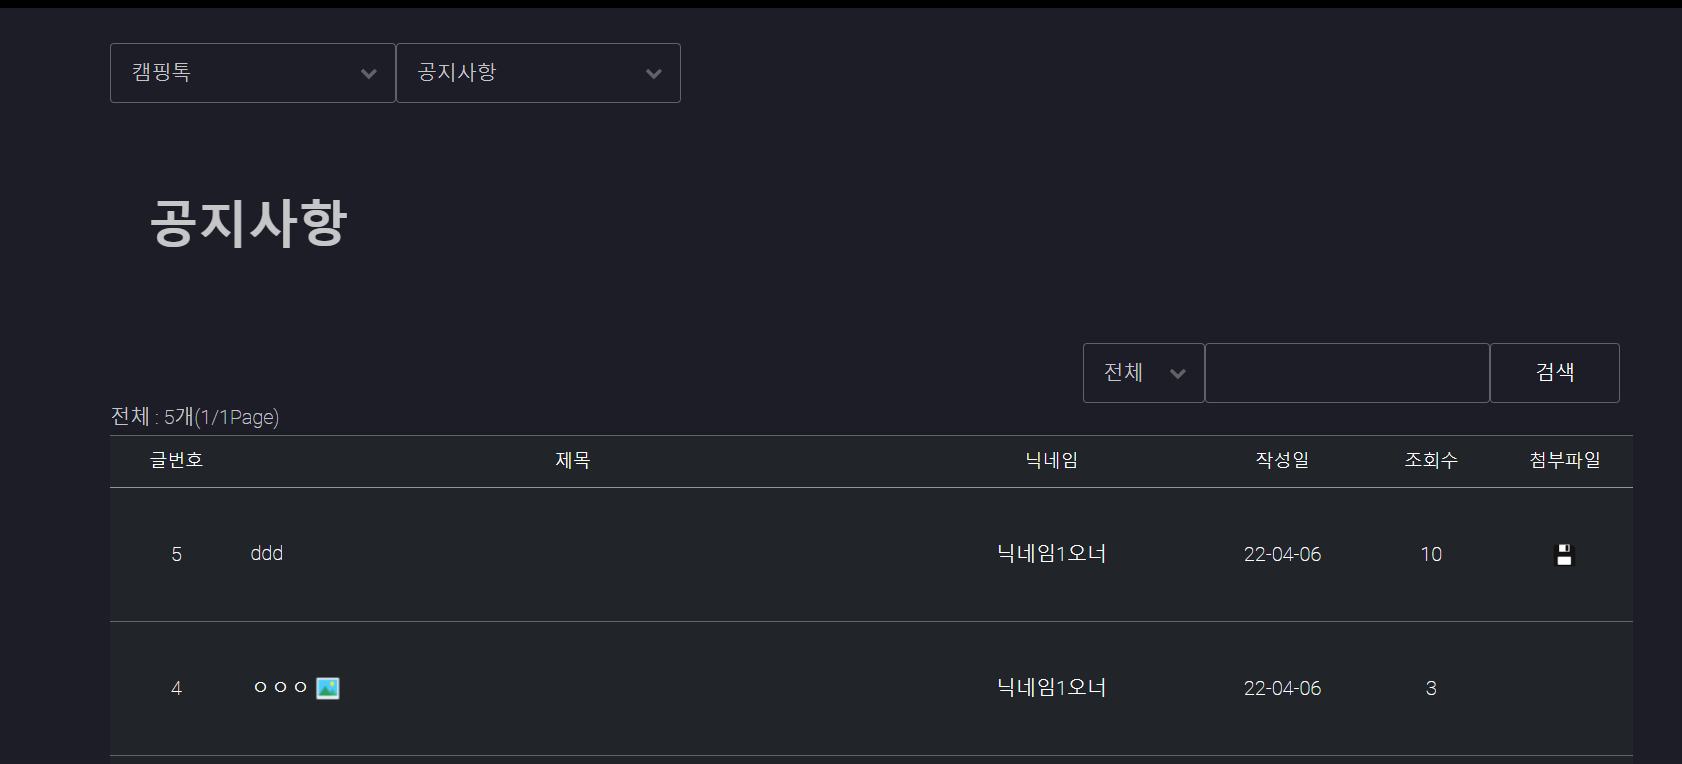 캠핑톡 공지사항
공지사항
전체 검색
전체 : 5개(1/1Page)
글번호 제목 닉네임 작성일 조회수 첨부파일
5 ddd 닉네임1오너 22-04-06 10
4 ㅇㅇㅇ 닉네임1오너 22-04-06 3